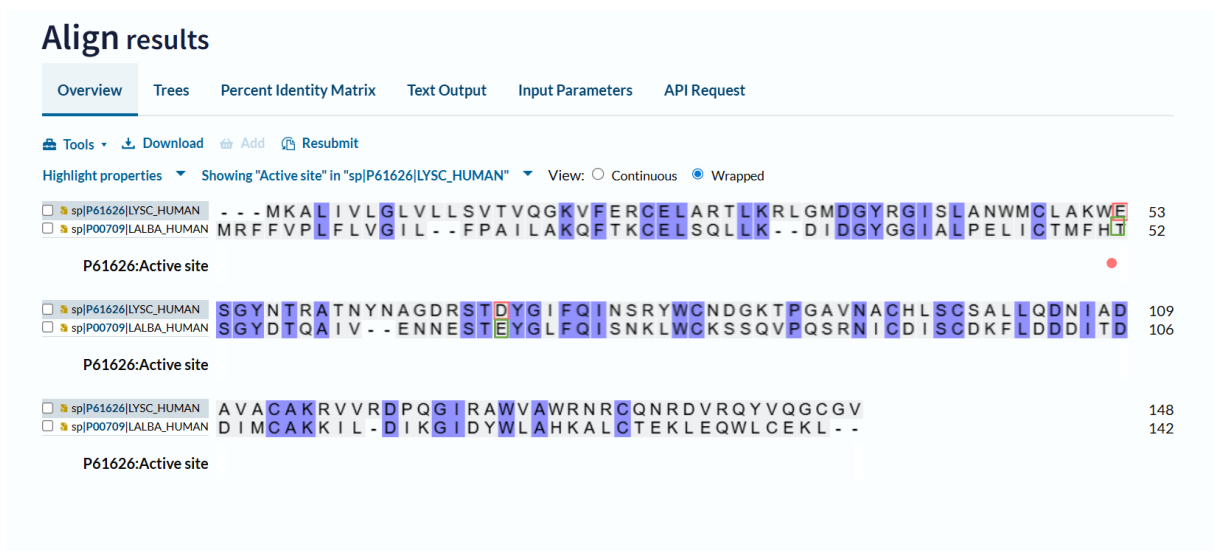 Align results
Overview Trees Percent Identity Matrix Text Output Input Parameters API Request
Tools Download Add Resubmit
Highlight properties Showing "Active site" in "sp|P61626|LYSC_HUMAN" View: Continuous Wrapped
sp|P61626|LYSC_HUMAN ---MKALIVLGLVLLSVTVQGKVFERCELARTLKRLGMDGYRGISLANWMCLAKWE 53
sp|P00709|LALBA_HUMAN MRFFVPLFLVGIL--FPAILAKQFTKCELSQLLK--DIDGYGGIALPELICTMFHT 52
P61626:Active site
sp|P61626|LYSC_HUMAN SGYNTRATNYNAGDRSTDYGIFQINSRYWCNDGKTPGAVNACHLSCSALLQDNIAD 109
sp|P00709|LALBA_HUMAN SGYDTQAIV--ENNESTEYGLFQISNKLWCKSSQVPQSRNICDISCDKFLDDDITD 106
P61626:Active site
sp|P61626|LYSC_HUMAN AVACAKRVVRDPQGIRAWVAWRNRCQNRDVRQYVQGCGV 148
sp|P00709|LALBA_HUMAN DIMCAKKIL-DIKGIDYWLAHKALCTEKLEQWLCEKL-- 142
P61626:Active site